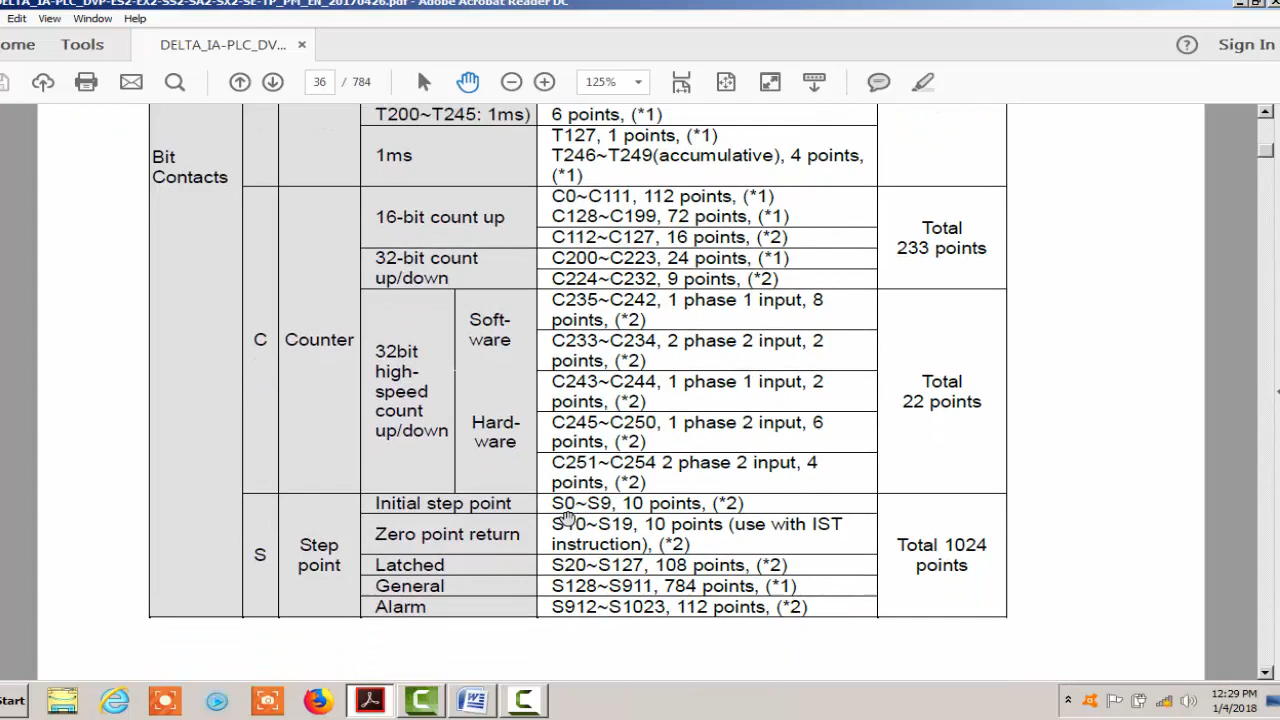 DELTA_IA-PLC_DVP-ES2-EX2-SS2-SA2-SX2-SE-TP_PM_EN_20170426.pdf - Adobe Acrobat Reader DC
Edit View Window Help
ome Tools DELTA_IA-PLC_DV... × ? Sign In
36 / 784 125%
T200~T245: 1ms) 6 points, (*1)
Bit
Contacts
1ms
T127, 1 points, (*1)
T246~T249(accumulative), 4 points,
(*1)
C
Counter
16-bit count up
C0~C111, 112 points, (*1)
C128~C199, 72 points, (*1)
C112~C127, 16 points, (*2)
32-bit count
up/down
C200~C223, 24 points, (*1)
C224~C232, 9 points, (*2)
Total
233 points
32bit
high-
speed
count
up/down
Soft-
ware
C235~C242, 1 phase 1 input, 8
points, (*2)
C233~C234, 2 phase 2 input, 2
points, (*2)
Hard-
ware
C243~C244, 1 phase 1 input, 2
points, (*2)
C245~C250, 1 phase 2 input, 6
points, (*2)
C251~C254 2 phase 2 input, 4
points, (*2)
Total
22 points
S
Step
point
Initial step point S0~S9, 10 points, (*2)
Zero point return
S10~S19, 10 points (use with IST
instruction), (*2)
Latched S20~S127, 108 points, (*2)
General S128~S911, 784 points, (*1)
Alarm S912~S1023, 112 points, (*2)
Total 1024
points
Start
12:29 PM
1/4/2018